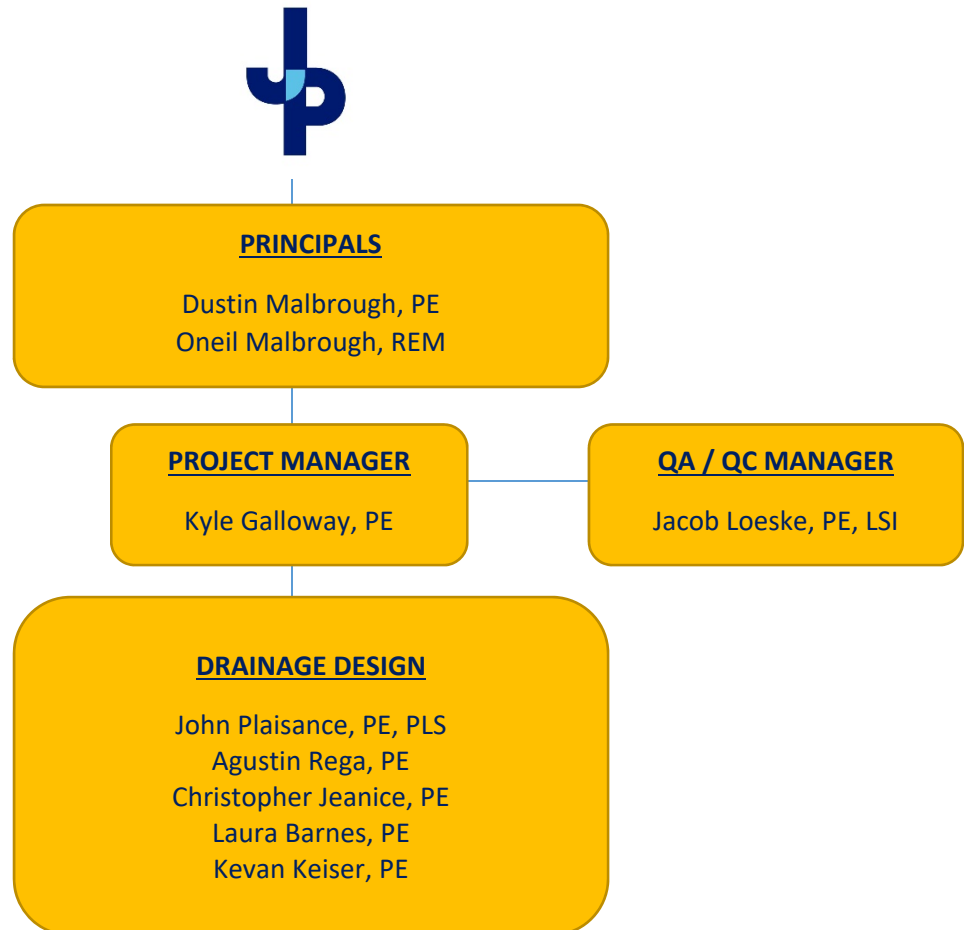 JP
PRINCIPALS
Dustin Malbrough, PE
Oneil Malbrough, REM
PROJECT MANAGER
Kyle Galloway, PE
QA / QC MANAGER
Jacob Loeske, PE, LSI
DRAINAGE DESIGN
John Plaisance, PE, PLS
Agustin Rega, PE
Christopher Jeanice, PE
Laura Barnes, PE
Kevan Keiser, PE